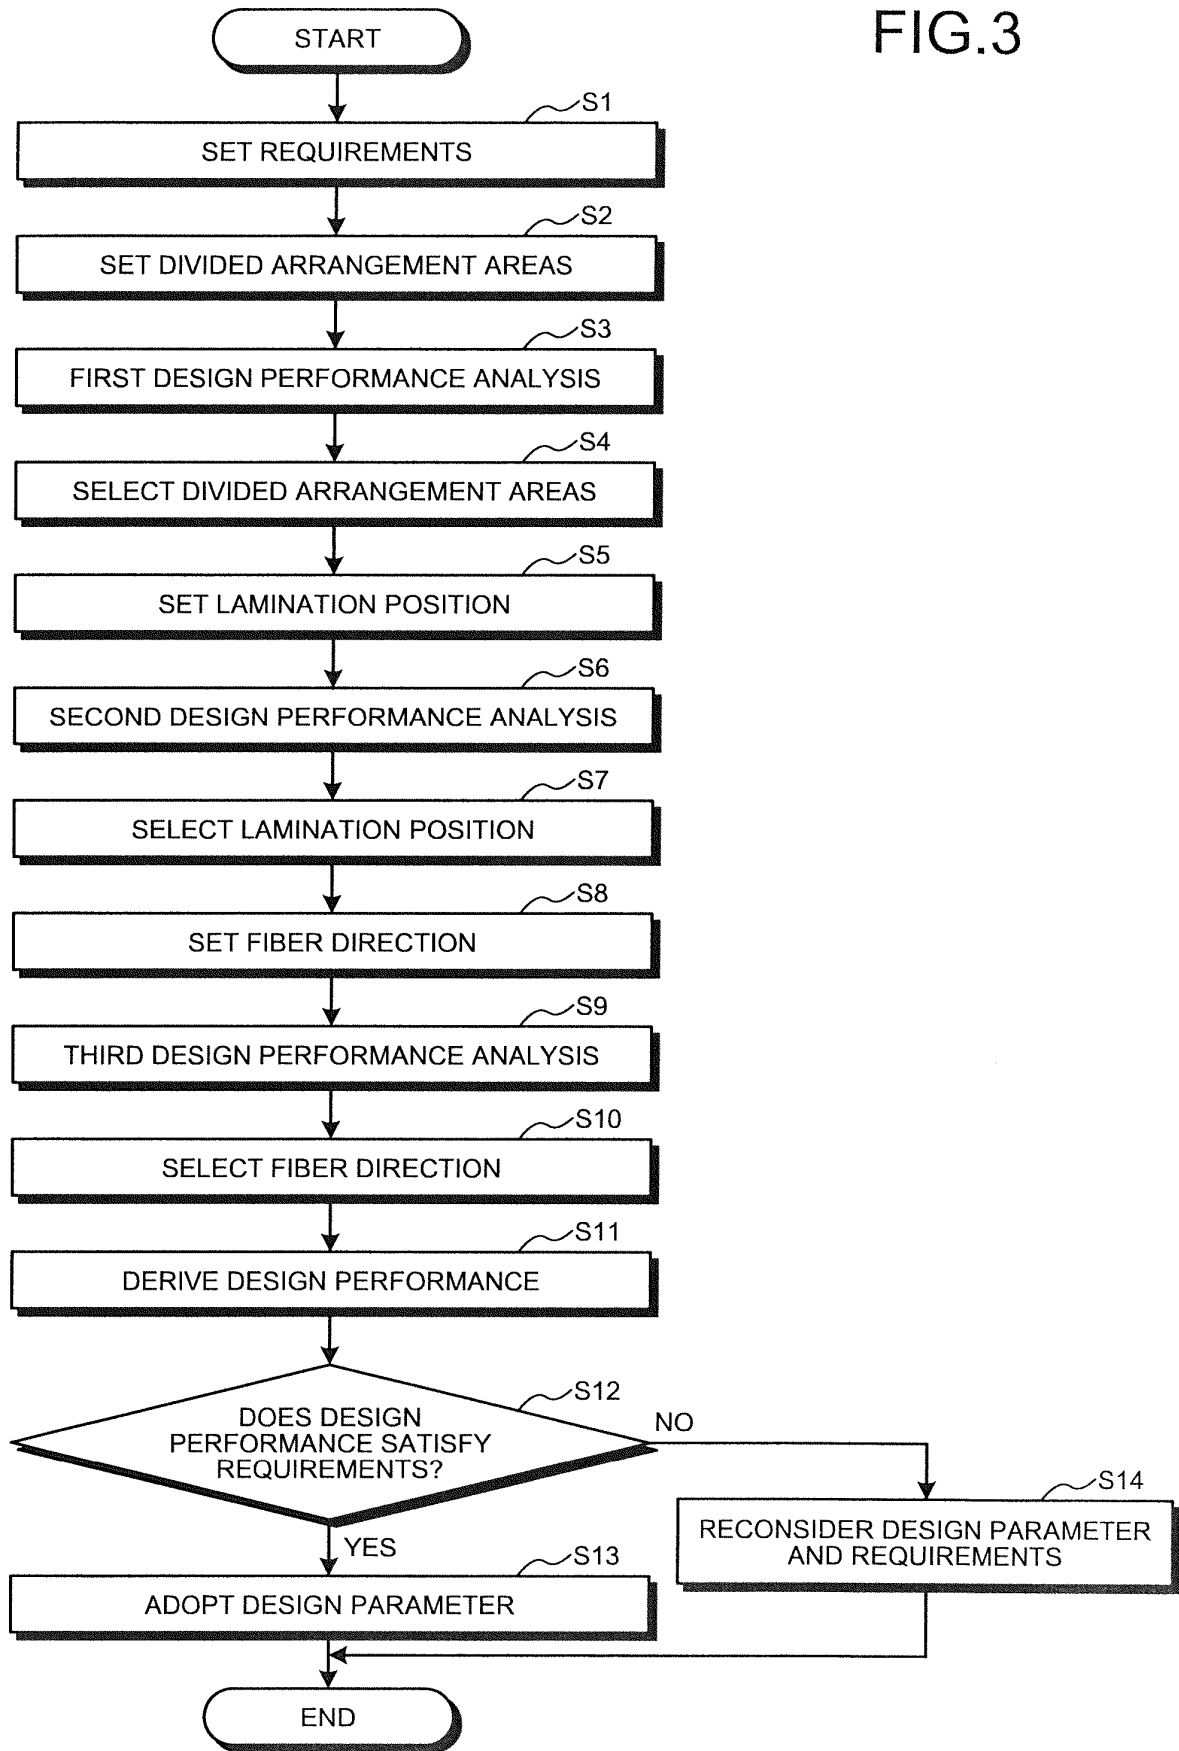 FIG.3
START
S1
SET REQUIREMENTS
S2
SET DIVIDED ARRANGEMENT AREAS
S3
FIRST DESIGN PERFORMANCE ANALYSIS
S4
SELECT DIVIDED ARRANGEMENT AREAS
S5
SET LAMINATION POSITION
S6
SECOND DESIGN PERFORMANCE ANALYSIS
S7
SELECT LAMINATION POSITION
S8
SET FIBER DIRECTION
S9
THIRD DESIGN PERFORMANCE ANALYSIS
S10
SELECT FIBER DIRECTION
S11
DERIVE DESIGN PERFORMANCE
S12
DOES DESIGN
PERFORMANCE SATISFY
REQUIREMENTS?
NO
S14
RECONSIDER DESIGN PARAMETER
AND REQUIREMENTS
YES
S13
ADOPT DESIGN PARAMETER
END